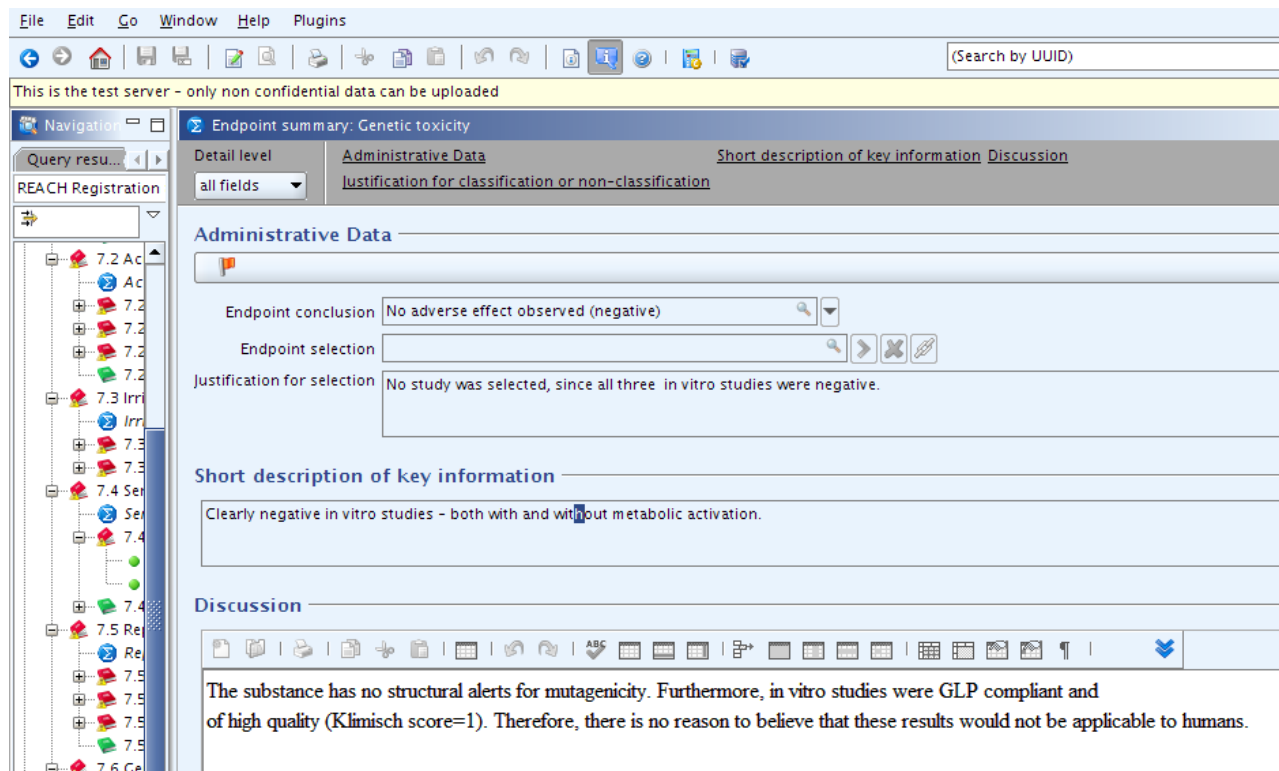 File Edit Go Window Help Plugins
(Search by UUID)
This is the test server - only non confidential data can be uploaded
Navigation
Endpoint summary: Genetic toxicity
Query resu...
Detail level
Administrative Data
Short description of key information
Discussion
REACH Registration
all fields
Justification for classification or non-classification
Administrative Data
7.2 Ac
Ac
7.2
Endpoint conclusion
No adverse effect observed (negative)
7.2
Endpoint selection
7.2
7.2
Justification for selection
No study was selected, since all three in vitro studies were negative.
7.3 Irri
Irri
7.3
7.3
Short description of key information
7.4 Ser
Ser
Clearly negative in vitro studies - both with and without metabolic activation.
7.4
7.4
Discussion
7.5 Rep
Rep
ABC
7.5
The substance has no structural alerts for mutagenicity. Furthermore, in vitro studies were GLP compliant and
7.5
of high quality (Klimisch score=1). Therefore, there is no reason to believe that these results would not be applicable to humans.
7.5
7.5
7.6 Ge